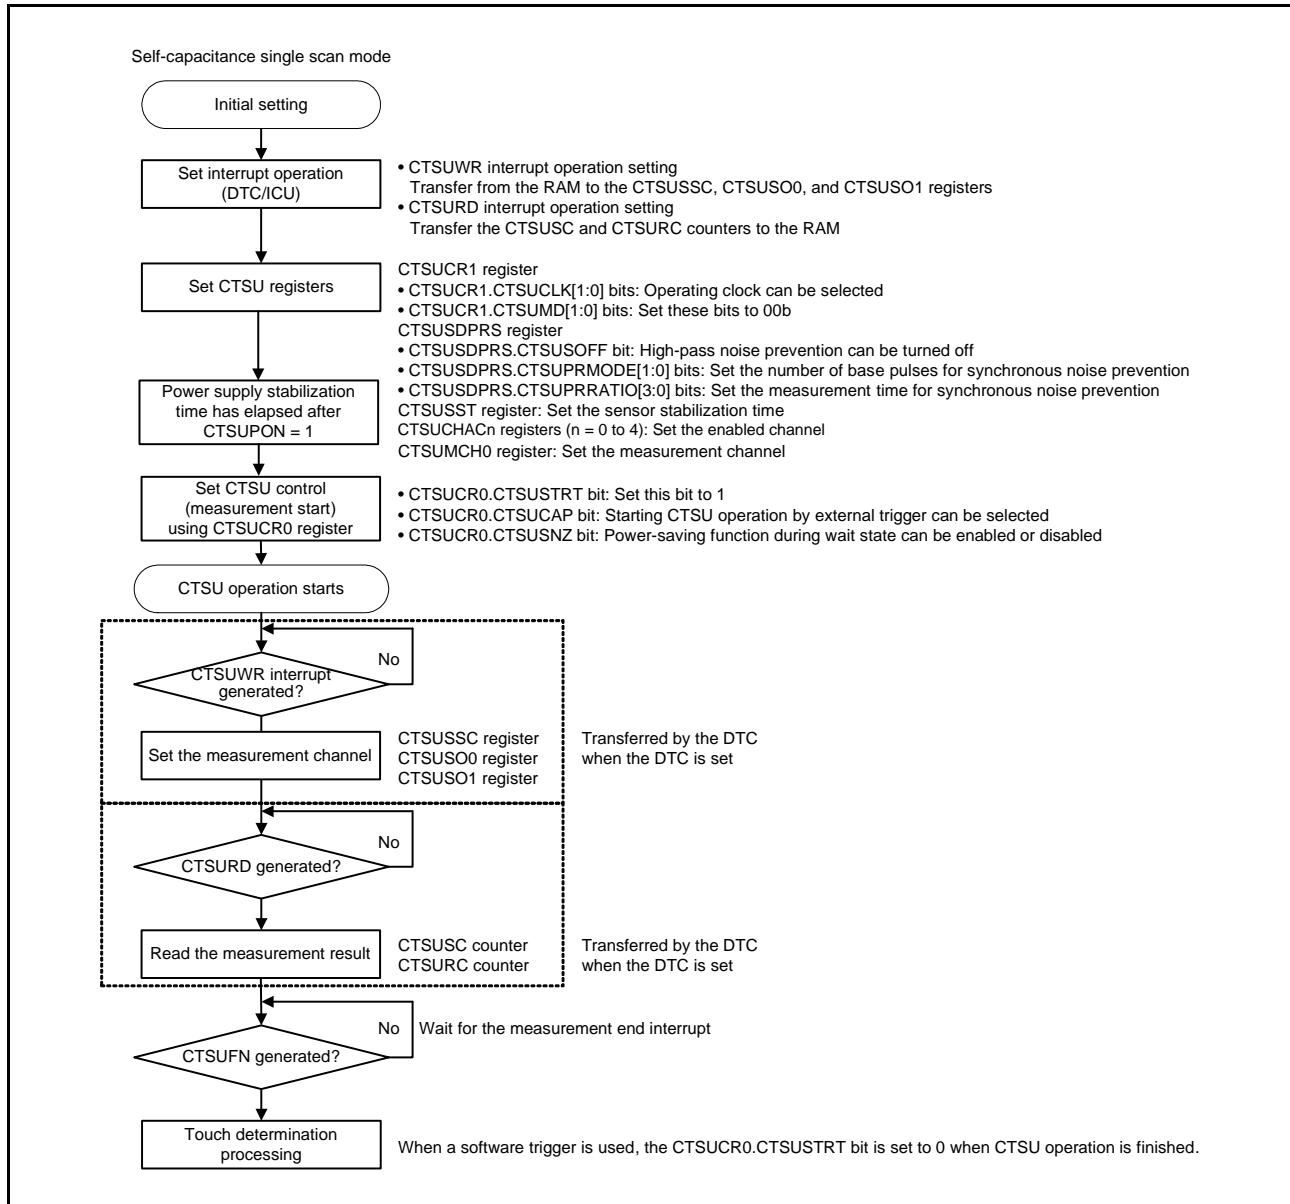 Self-capacitance single scan mode
Initial setting
Set interrupt operation
(DTC/ICU)
• CTSUWR interrupt operation setting
Transfer from the RAM to the CTSUSSC, CTSUSO0, and CTSUSO1 registers
• CTSURD interrupt operation setting
Transfer the CTSUSC and CTSURC counters to the RAM
Set CTSU registers
CTSUCR1 register
• CTSUCR1.CTSUCLK[1:0] bits: Operating clock can be selected
• CTSUCR1.CTSUMD[1:0] bits: Set these bits to 00b
CTSUSDPRS register
• CTSUSDPRS.CTSUSOFF bit: High-pass noise prevention can be turned off
• CTSUSDPRS.CTSUPRMODE[1:0] bits: Set the number of base pulses for synchronous noise prevention
• CTSUSDPRS.CTSUPRRATIO[3:0] bits: Set the measurement time for synchronous noise prevention
CTSUSST register: Set the sensor stabilization time
CTSUCHACn registers (n = 0 to 4): Set the enabled channel
CTSUMCH0 register: Set the measurement channel
Power supply stabilization
time has elapsed after
CTSUPON = 1
Set CTSU control
(measurement start)
using CTSUCR0 register
• CTSUCR0.CTSUSTRT bit: Set this bit to 1
• CTSUCR0.CTSUCAP bit: Starting CTSU operation by external trigger can be selected
• CTSUCR0.CTSUSNZ bit: Power-saving function during wait state can be enabled or disabled
CTSU operation starts
CTSUWR interrupt
generated?
No
Set the measurement channel
CTSUSSC register
CTSUSO0 register
CTSUSO1 register
Transferred by the DTC
when the DTC is set
CTSURD generated?
No
Read the measurement result
CTSUSC counter
CTSURC counter
Transferred by the DTC
when the DTC is set
CTSUFN generated?
No
Wait for the measurement end interrupt
Touch determination
processing
When a software trigger is used, the CTSUCR0.CTSUSTRT bit is set to 0 when CTSU operation is finished.